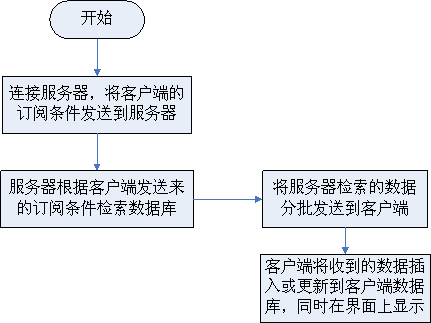 开始
连接服务器，将客户端的
订阅条件发送到服务器
服务器根据客户端发送来
的订阅条件检索数据库
将服务器检索的数据
分批发送到客户端
客户端将收到的数据插
入或更新到客户端数据
库，同时在界面上显示